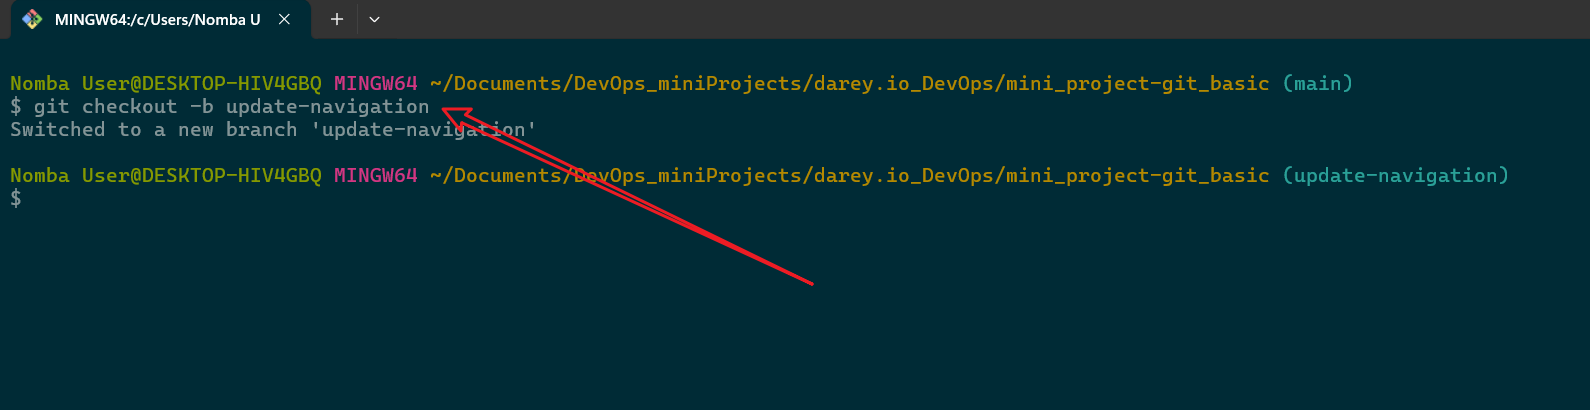 MINGW64:/c/Users/Nomba U
Nomba User@DESKTOP-HIV4GBQ MINGW64 ~/Documents/DevOps_miniProjects/darey.io_DevOps/mini_project-git_basic (main)
$ git checkout -b update-navigation
Switched to a new branch 'update-navigation'
Nomba User@DESKTOP-HIV4GBQ MINGW64 ~/Documents/DevOps_miniProjects/darey.io_DevOps/mini_project-git_basic (update-navigation)
$